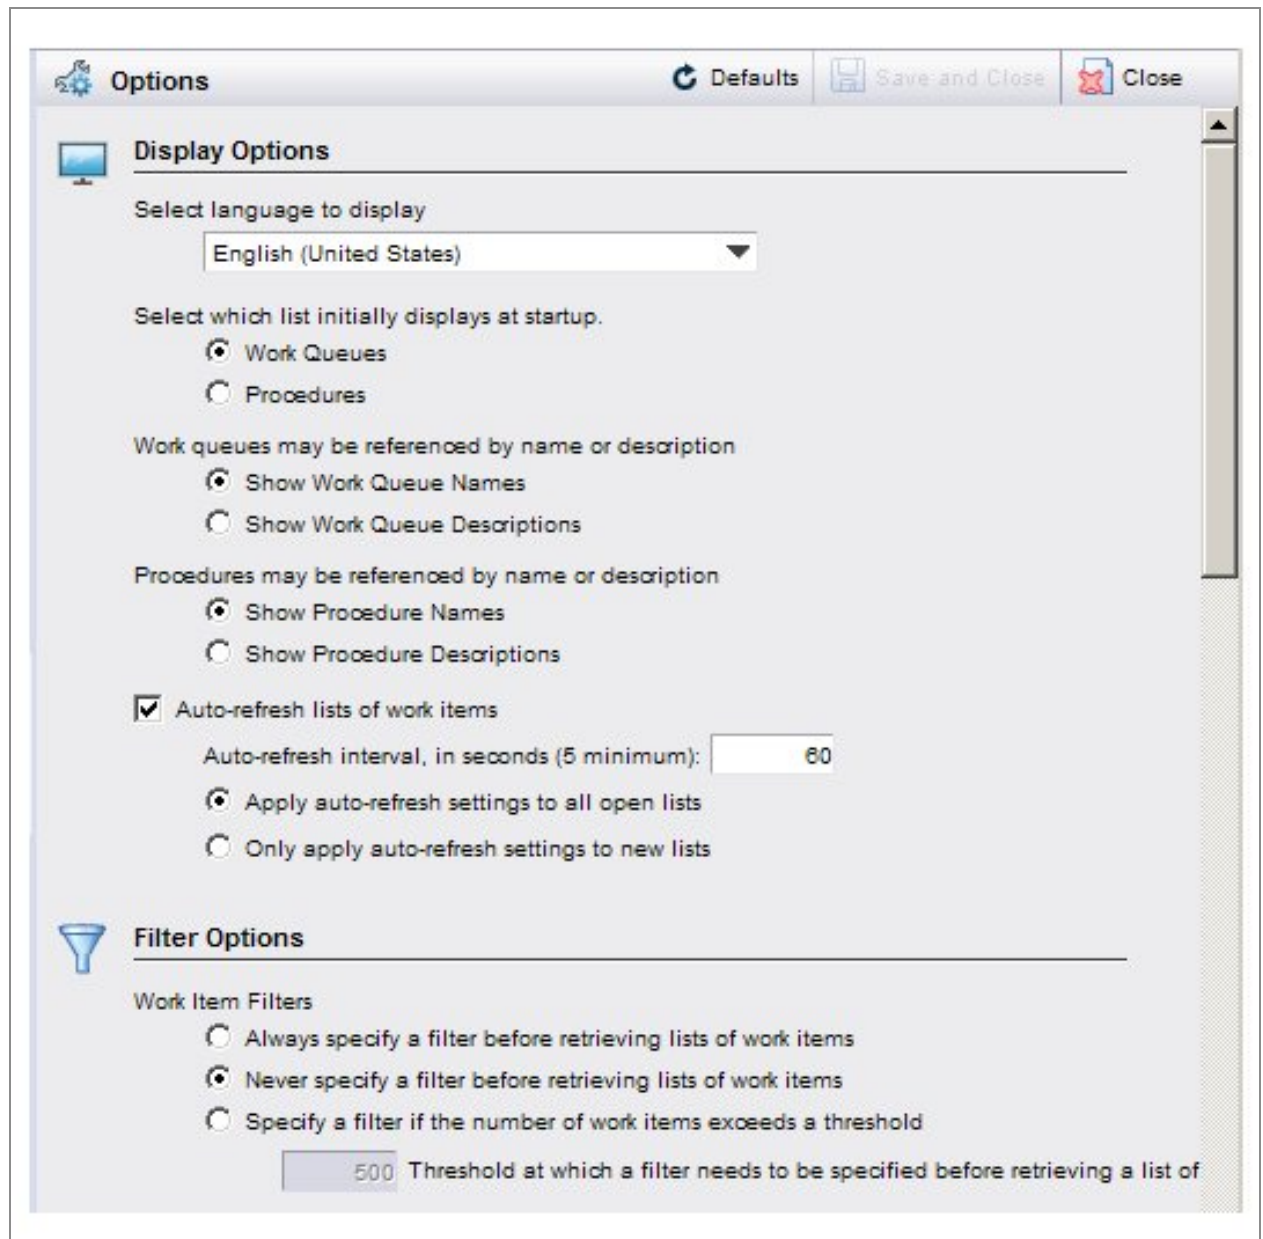 Options
Defaults
Save and Close
Close
Display Options
Select language to display
English (United States)
Select which list initially displays at startup.
Work Queues
Procedures
Work queues may be referenced by name or description
Show Work Queue Names
Show Work Queue Descriptions
Procedures may be referenced by name or description
Show Procedure Names
Show Procedure Descriptions
Auto-refresh lists of work items
Auto-refresh interval, in seconds (5 minimum): 60
Apply auto-refresh settings to all open lists
Only apply auto-refresh settings to new lists
Filter Options
Work Item Filters
Always specify a filter before retrieving lists of work items
Never specify a filter before retrieving lists of work items
Specify a filter if the number of work items exceeds a threshold
500 Threshold at which a filter needs to be specified before retrieving a list of